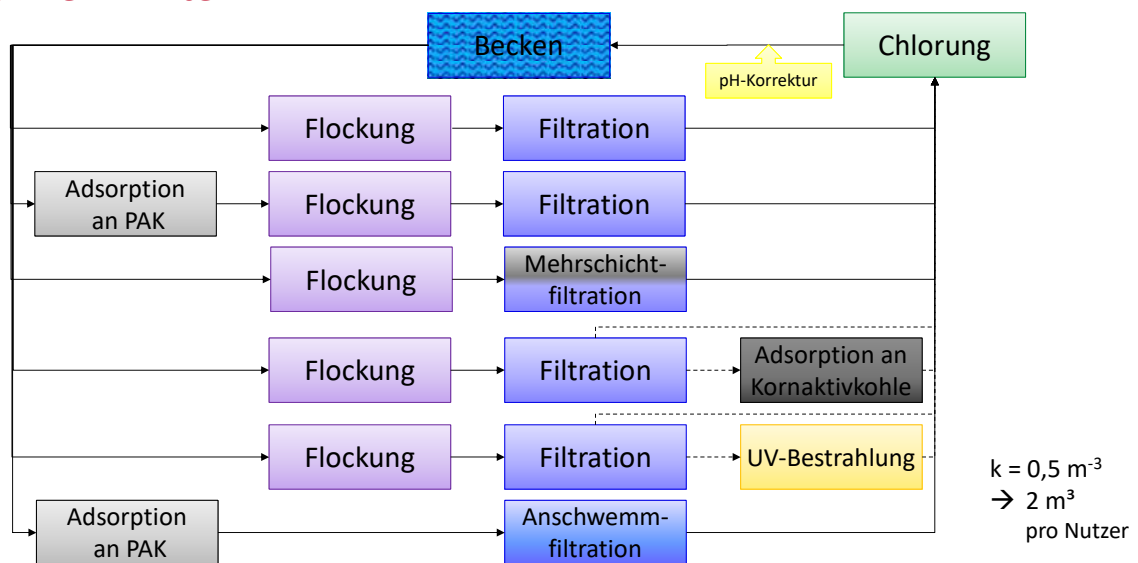 Becken
Chlorung
pH-Korrektur
Flockung
Filtration
Adsorption
an PAK
Flockung
Filtration
Flockung
Mehrschicht-
filtration
Flockung
Filtration
Adsorption an
Kornaktivkohle
Flockung
Filtration
UV-Bestrahlung
k = 0,5 m⁻³
→ 2 m³
pro Nutzer
Adsorption
an PAK
Anschwemm-
filtration